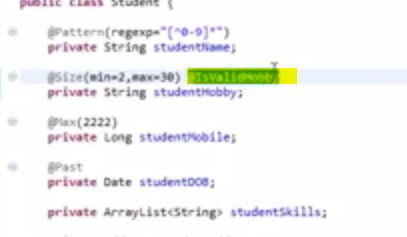 public class Student {
@Pattern(regexp="[^0-9]*")
private String studentName;
@Size(min=2,max=30) @IsValidHobby
private String studentHobby;
@Max(2222)
private Long studentMobile;
@Past
private Date studentDOB;
private ArrayList<String> studentSkills;